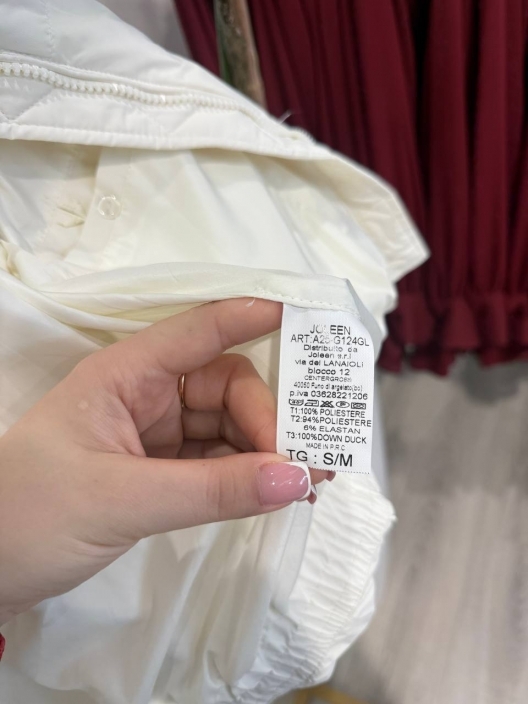 JOLEEN
ART:A25-G124GL
Distribuito da
Joleen s.r.l
via dei LANAIOLI
blocco 12
CENTERGROSS
40050 Funo di argelato(bo)
p.iva 03628221206
T1:100% POLIESTERE
T2:94%POLIESTERE
6% ELASTAN
T3:100%DOWN DUCK
MADE IN P.R.C
TG : S/M